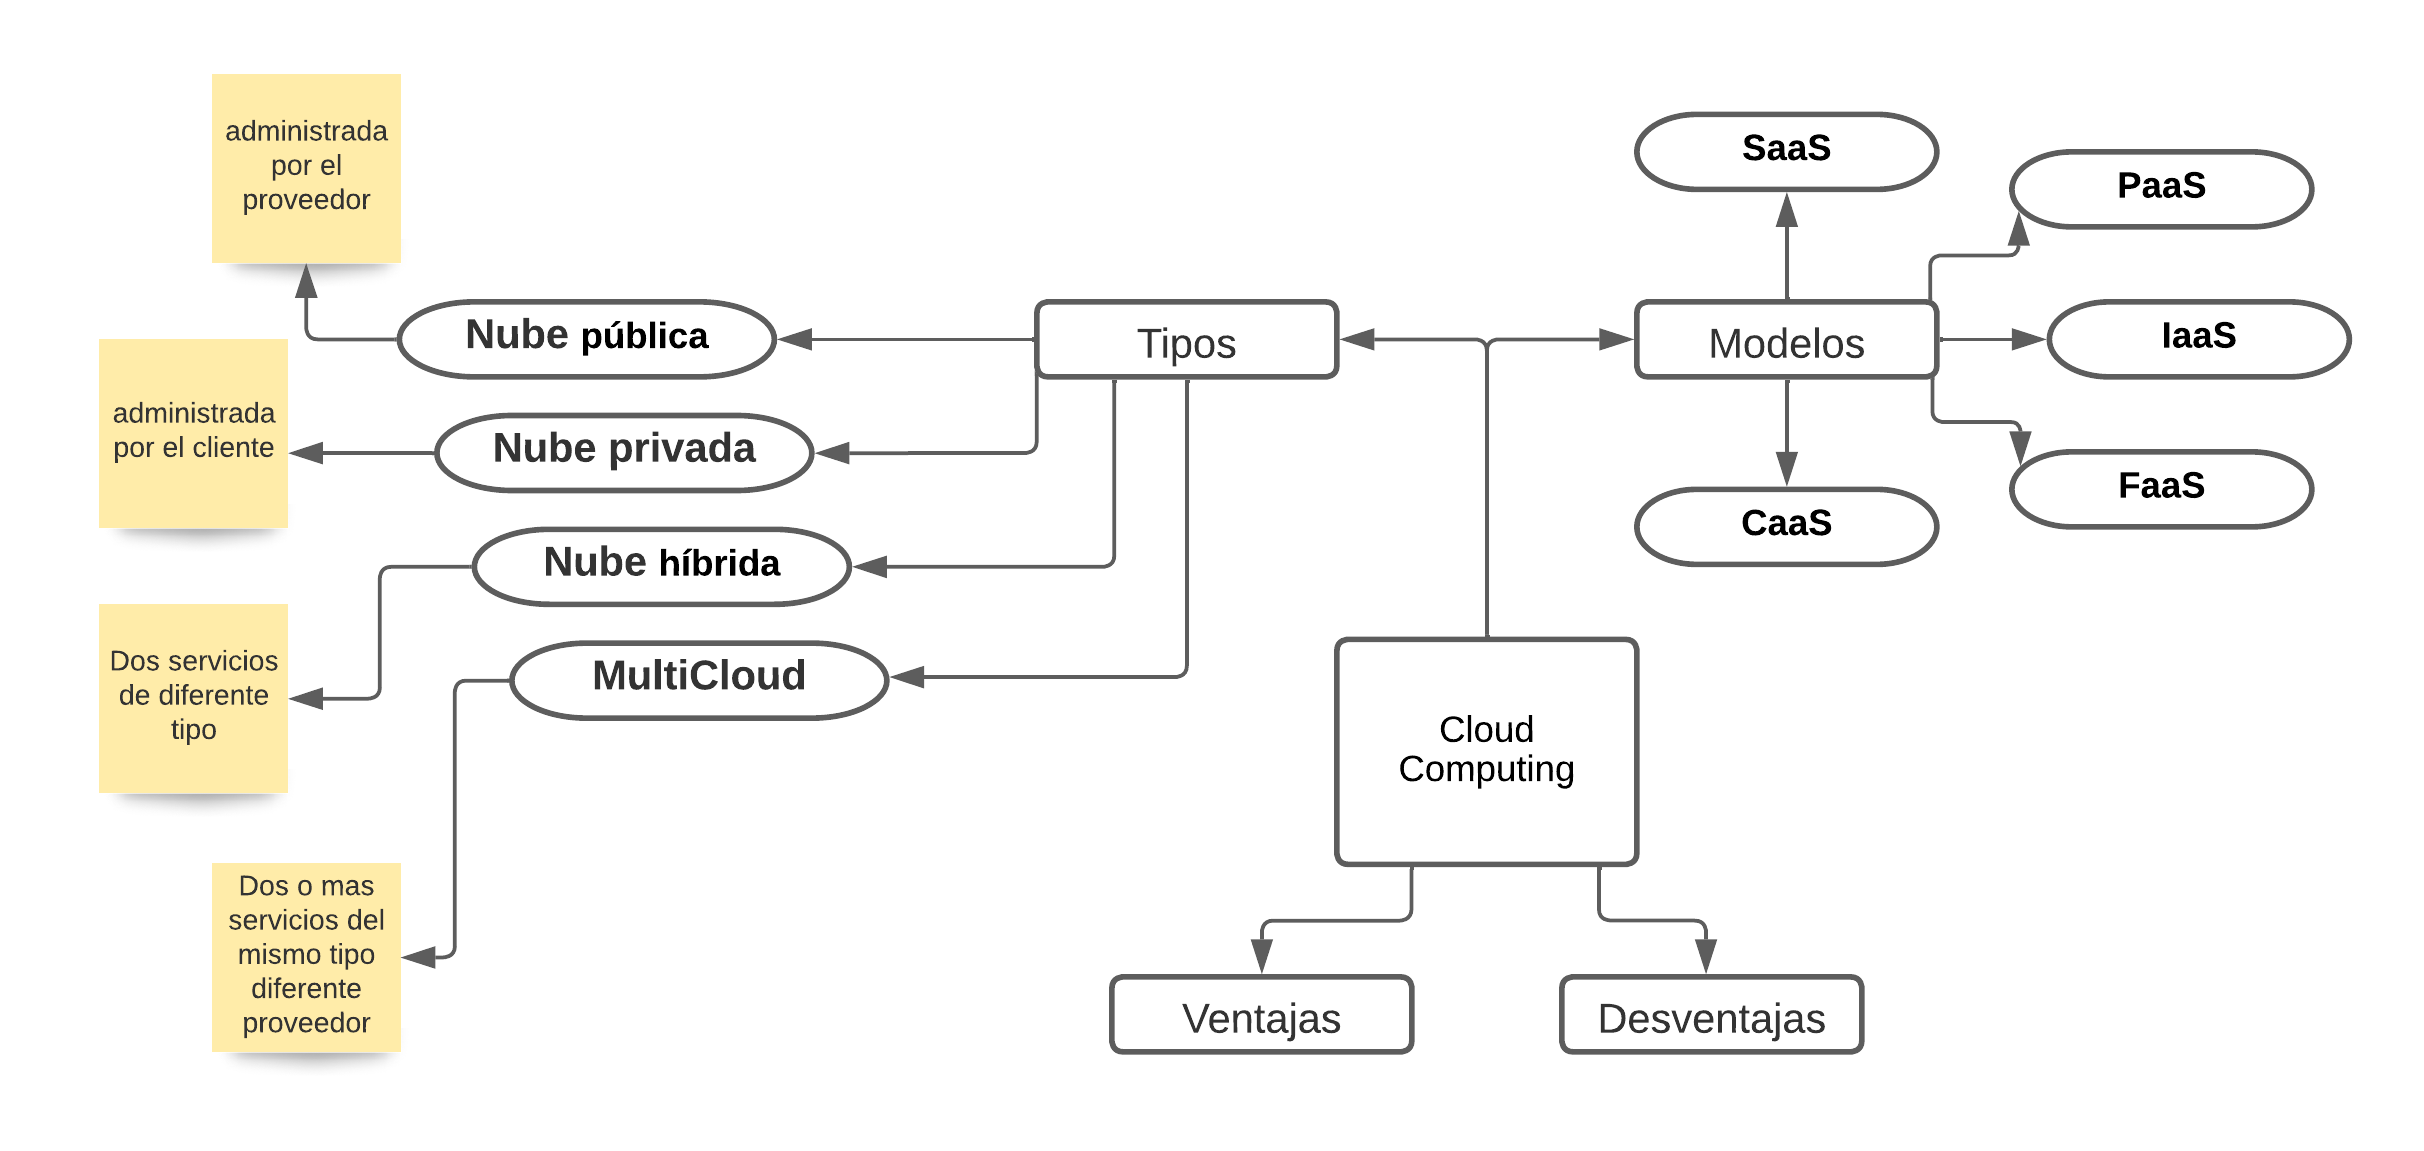 administrada
por el
proveedor
Nube pública
administrada
por el cliente
Nube privada
Nube híbrida
Dos servicios
de diferente
tipo
MultiCloud
Dos o mas
servicios del
mismo tipo
diferente
proveedor
Tipos
Modelos
SaaS
PaaS
IaaS
FaaS
CaaS
Cloud
Computing
Ventajas
Desventajas